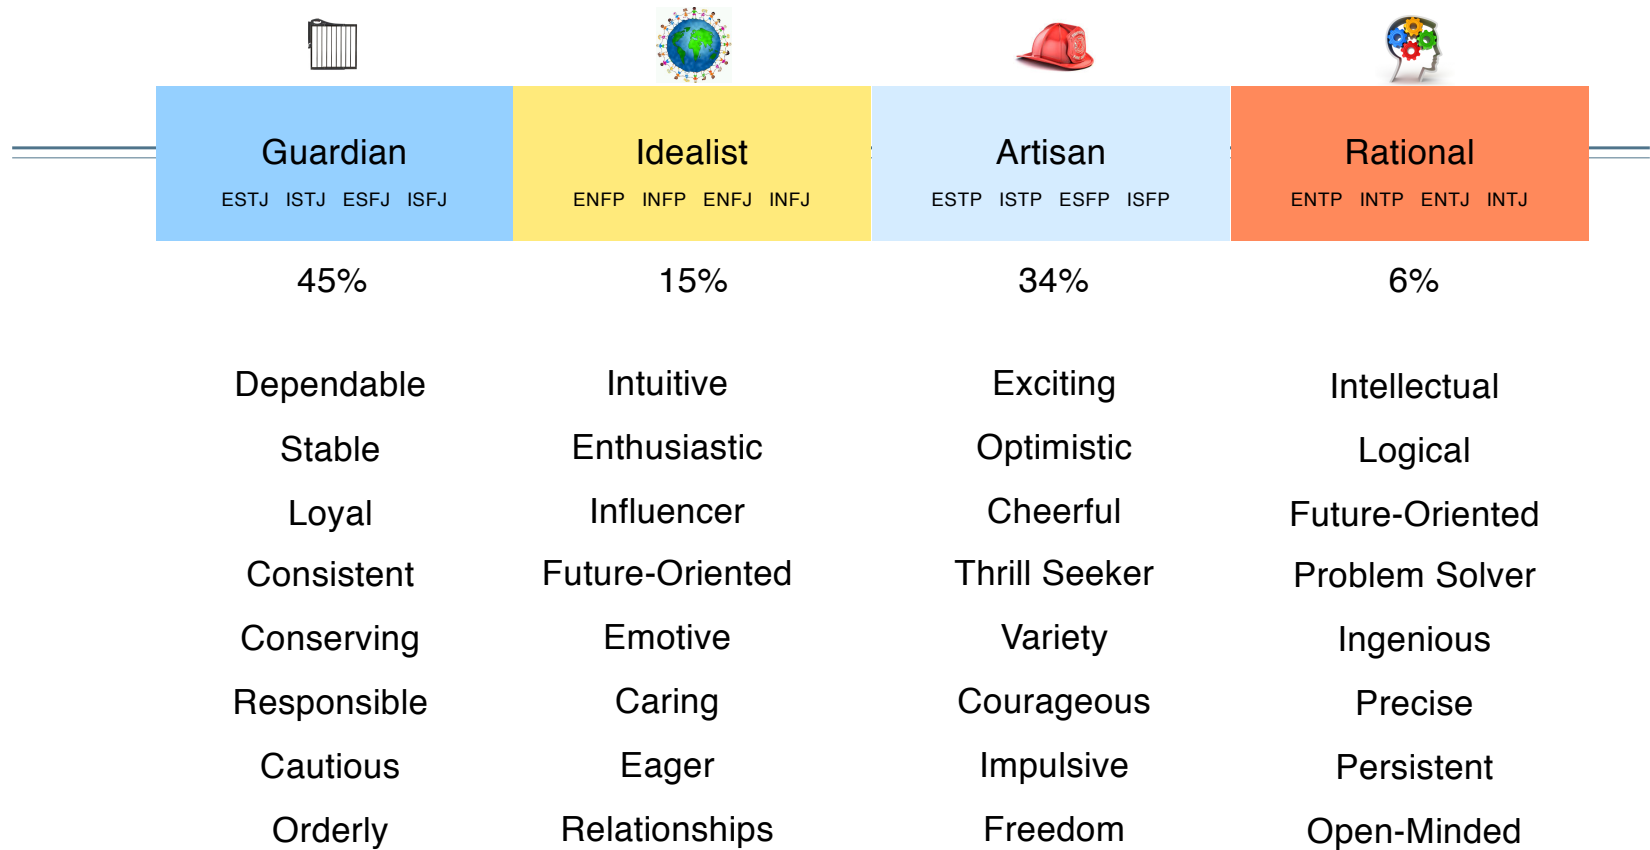 Guardian Idealist Artisan Rational
ESTJ ISTJ ESFJ ISFJ ENFP INFP ENFJ INFJ ESTP ISTP ESFP ISFP ENTP INTP ENTJ INTJ
45% 15% 34% 6%
Dependable Intuitive Exciting Intellectual
Stable Enthusiastic Optimistic Logical
Loyal Influencer Cheerful Future-Oriented
Consistent Future-Oriented Thrill Seeker Problem Solver
Conserving Emotive Variety Ingenious
Responsible Caring Courageous Precise
Cautious Eager Impulsive Persistent
Orderly Relationships Freedom Open-Minded